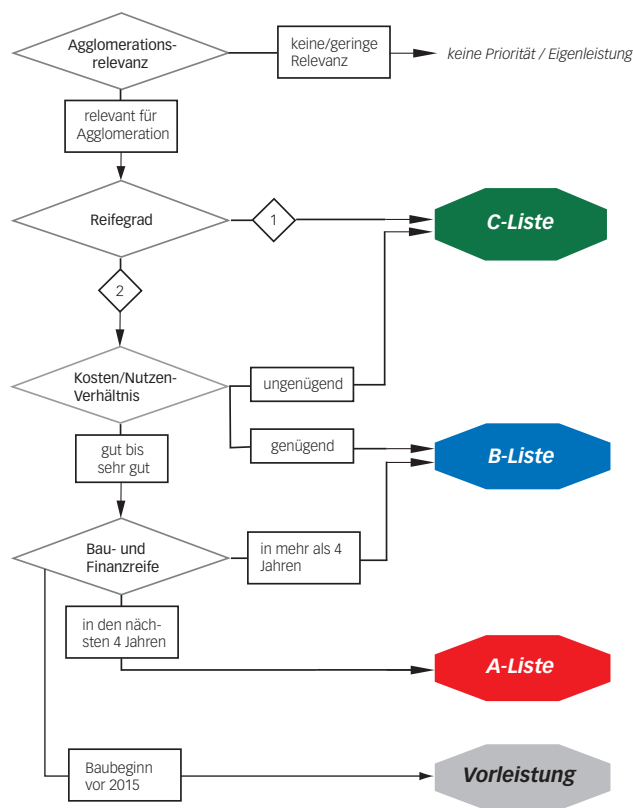 Agglomerations-
relevanz
keine/geringe
Relevanz
keine Priorität / Eigenleistung
relevant für
Agglomeration
Reifegrad
1
C-Liste
2
Kosten/Nutzen-
Verhältnis
ungenügend
gut bis
sehr gut
genügend
B-Liste
Bau- und
Finanzreife
in mehr als 4
Jahren
in den näch-
sten 4 Jahren
A-Liste
Baubeginn
vor 2015
Vorleistung